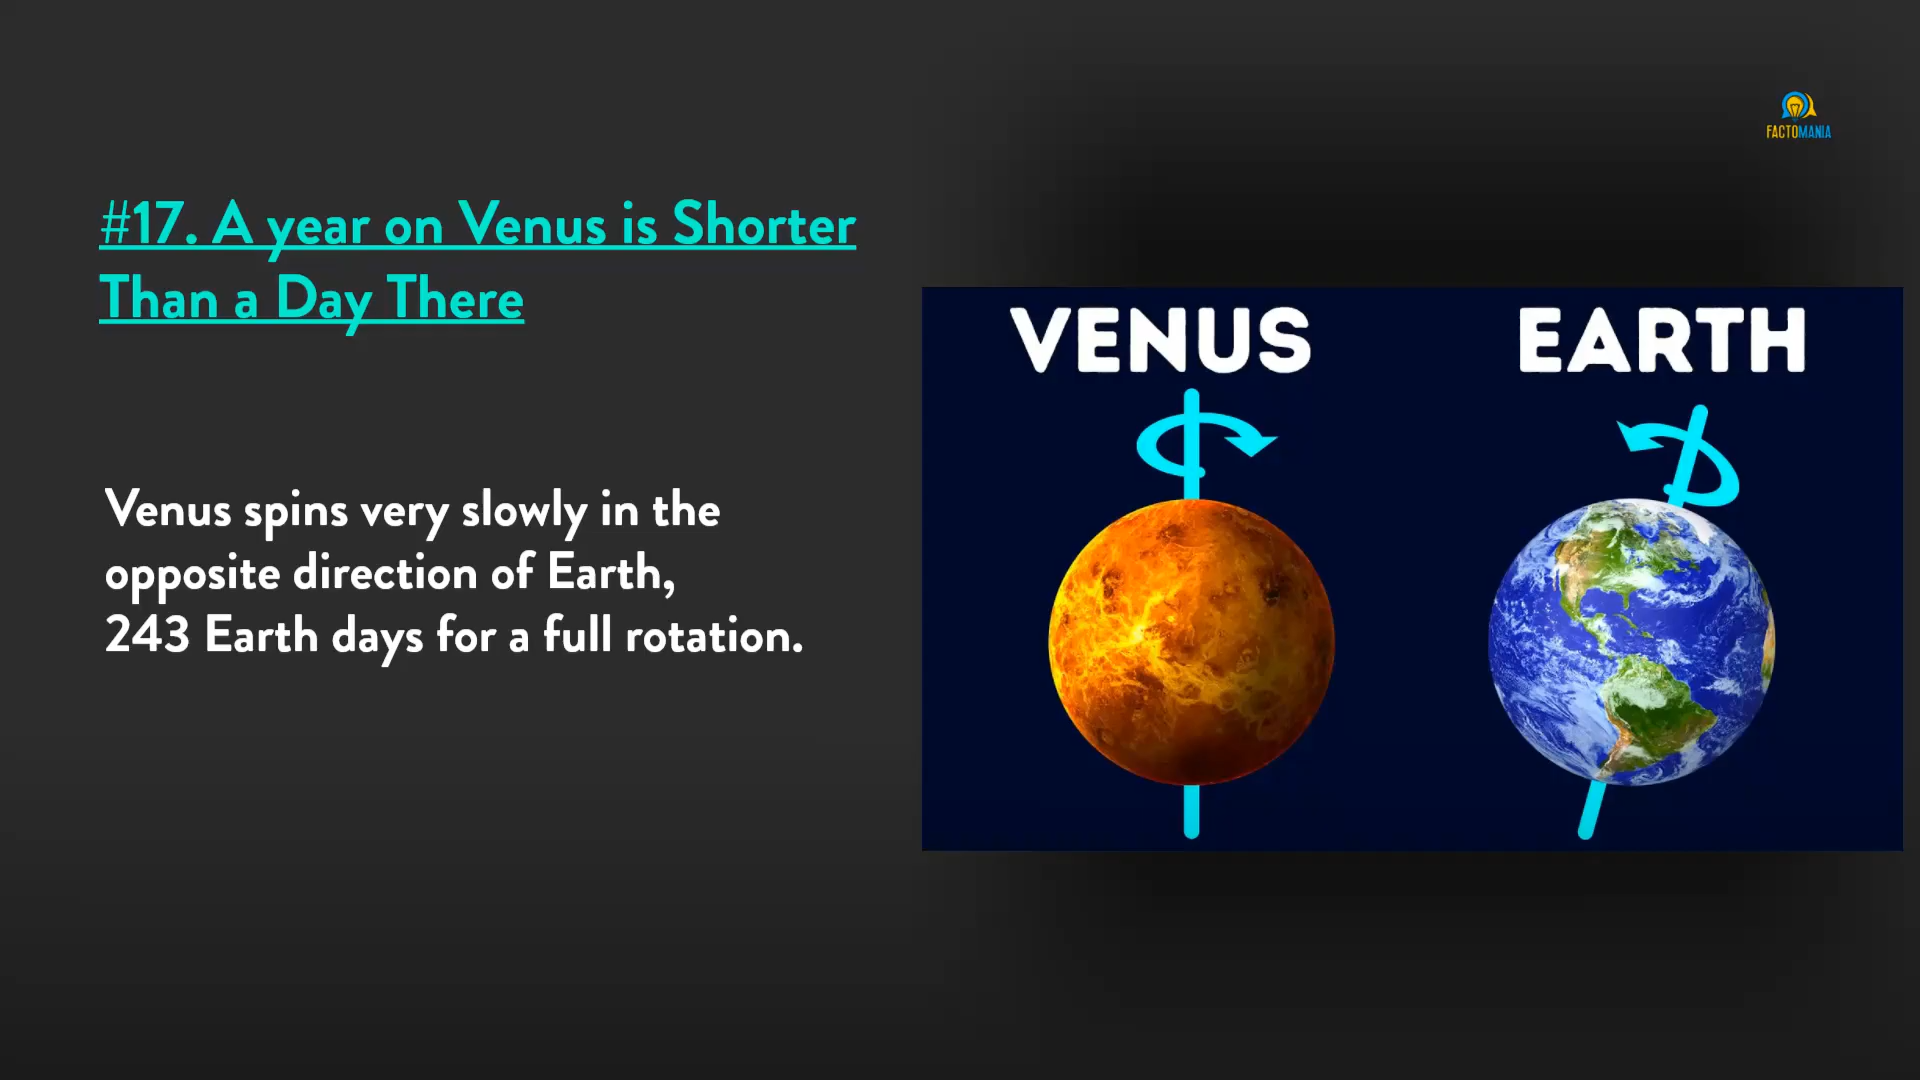 FACTOMANIA
#17. A year on Venus is Shorter
Than a Day There
Venus spins very slowly in the
opposite direction of Earth,
243 Earth days for a full rotation.
VENUS
EARTH